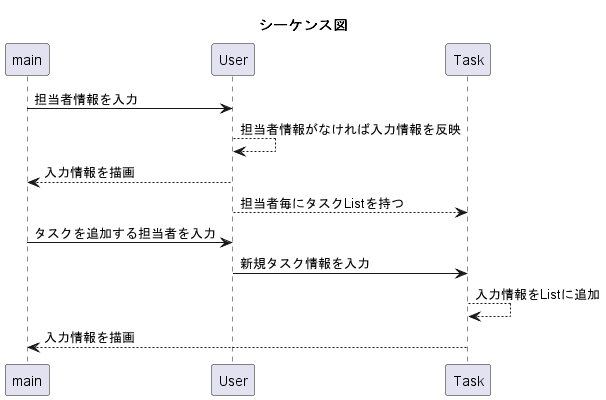 シーケンス図
main
User
Task
担当者情報を入力
担当者情報がなければ入力情報を反映
入力情報を描画
担当者毎にタスクListを持つ
タスクを追加する担当者を入力
新規タスク情報を入力
入力情報をListに追加
入力情報を描画
main
User
Task